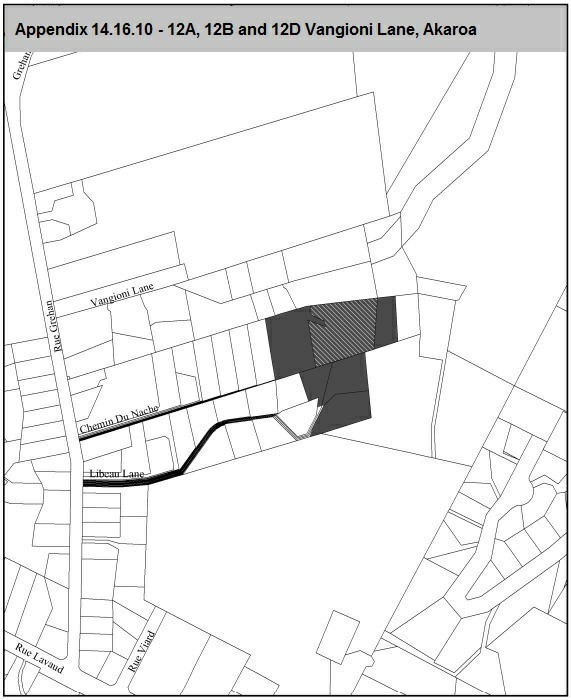 Appendix 14.16.10 - 12A, 12B and 12D Vangioni Lane, Akaroa
Grehan
Vangioni Lane
Rue Grehan
Chemin Du Nache
Libeau Lane
Rue Lavaud
Rue Viard